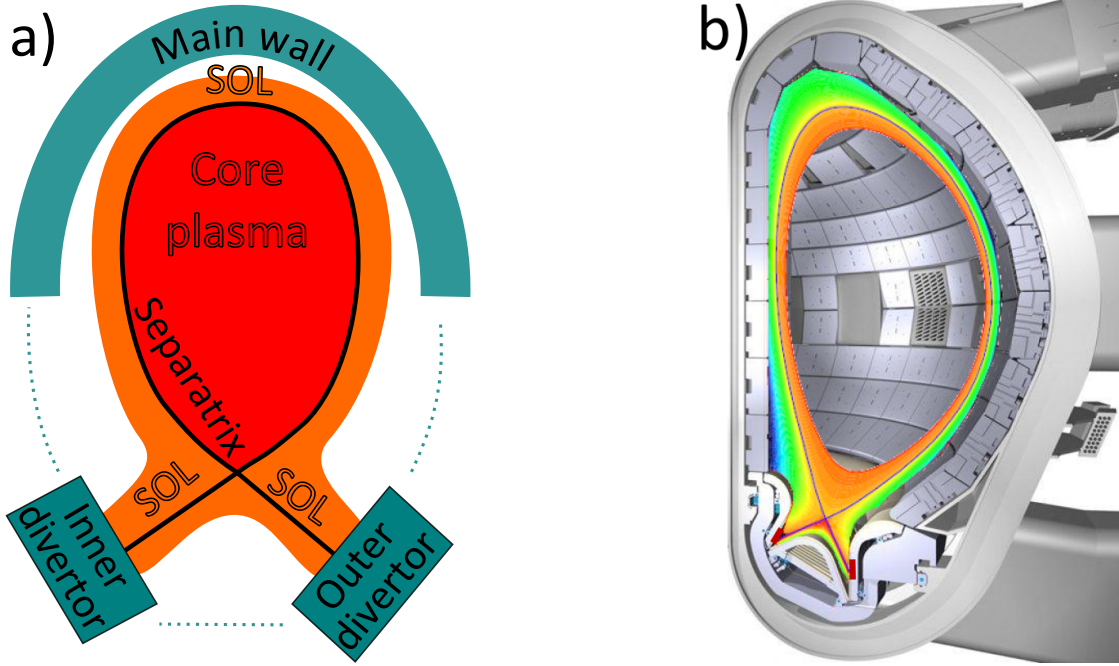 a)
Main wall
SOL
Core
plasma
Separatrix
SOL
SOL
Inner
divertor
Outer
divertor
b)